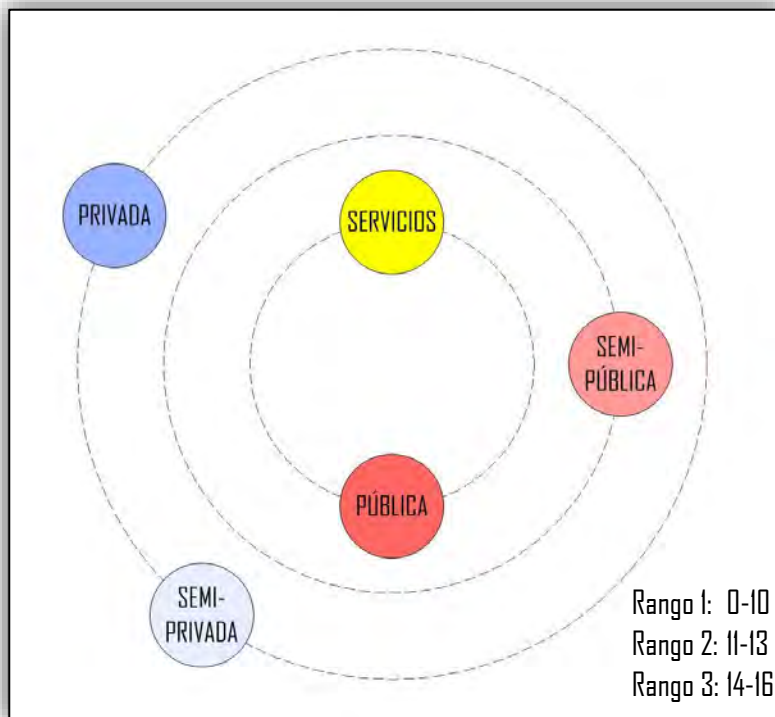 PRIVADA
SERVICIOS
SEMI-
PÚBLICA
PÚBLICA
SEMI-
PRIVADA
Rango 1: 0-10
Rango 2: 11-13
Rango 3: 14-16